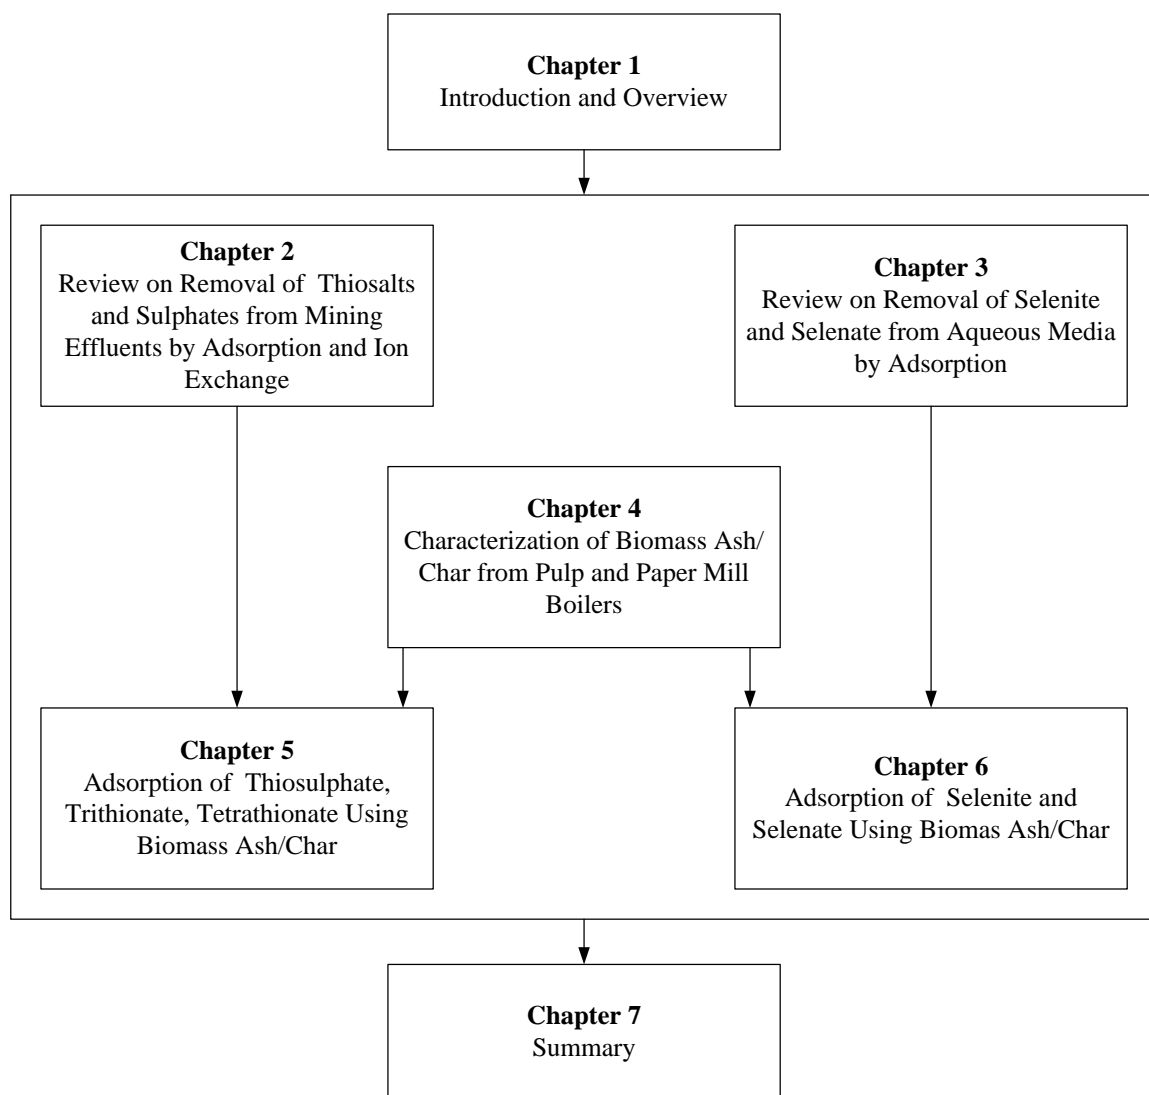 Chapter 1
Introduction and Overview
Chapter 2
Review on Removal of Thiosalts
and Sulphates from Mining
Effluents by Adsorption and Ion
Exchange
Chapter 3
Review on Removal of Selenite
and Selenate from Aqueous Media
by Adsorption
Chapter 4
Characterization of Biomass Ash/
Char from Pulp and Paper Mill
Boilers
Chapter 5
Adsorption of Thiosulphate,
Trithionate, Tetrathionate Using
Biomass Ash/Char
Chapter 6
Adsorption of Selenite and
Selenate Using Biomas Ash/Char
Chapter 7
Summary